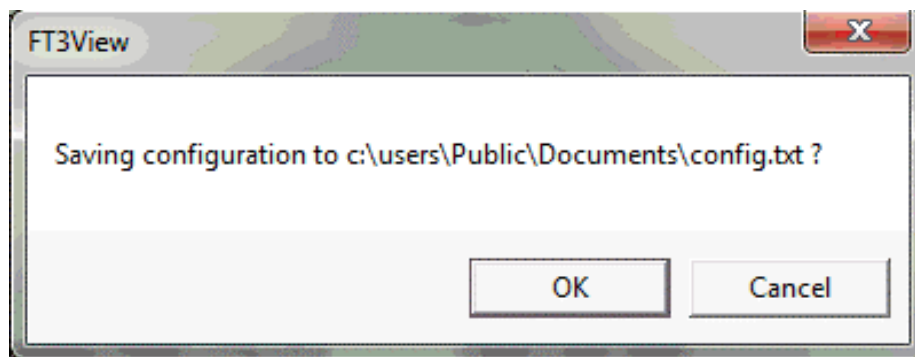 FT3View
Saving configuration to c:\users\Public\Documents\config.txt ?
OK
Cancel